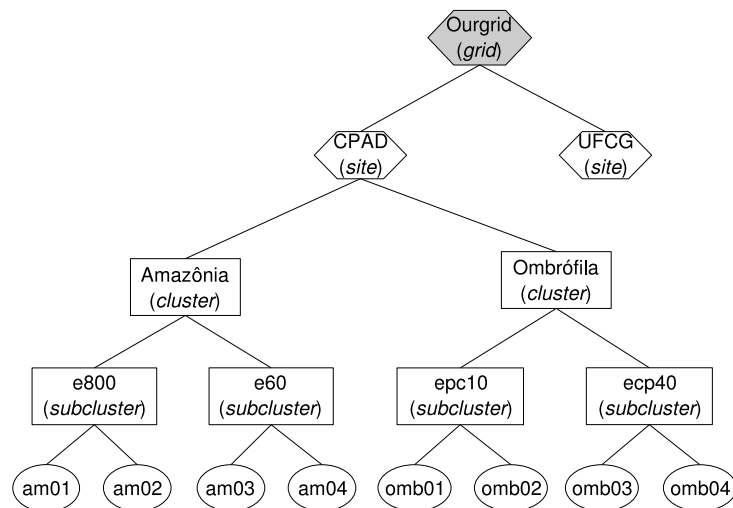 Ourgrid
(grid)
CPAD
(site)
UFCG
(site)
Amazônia
(cluster)
Ombrófila
(cluster)
e800
(subcluster)
e60
(subcluster)
epc10
(subcluster)
ecp40
(subcluster)
am01
am02
am03
am04
omb01
omb02
omb03
omb04